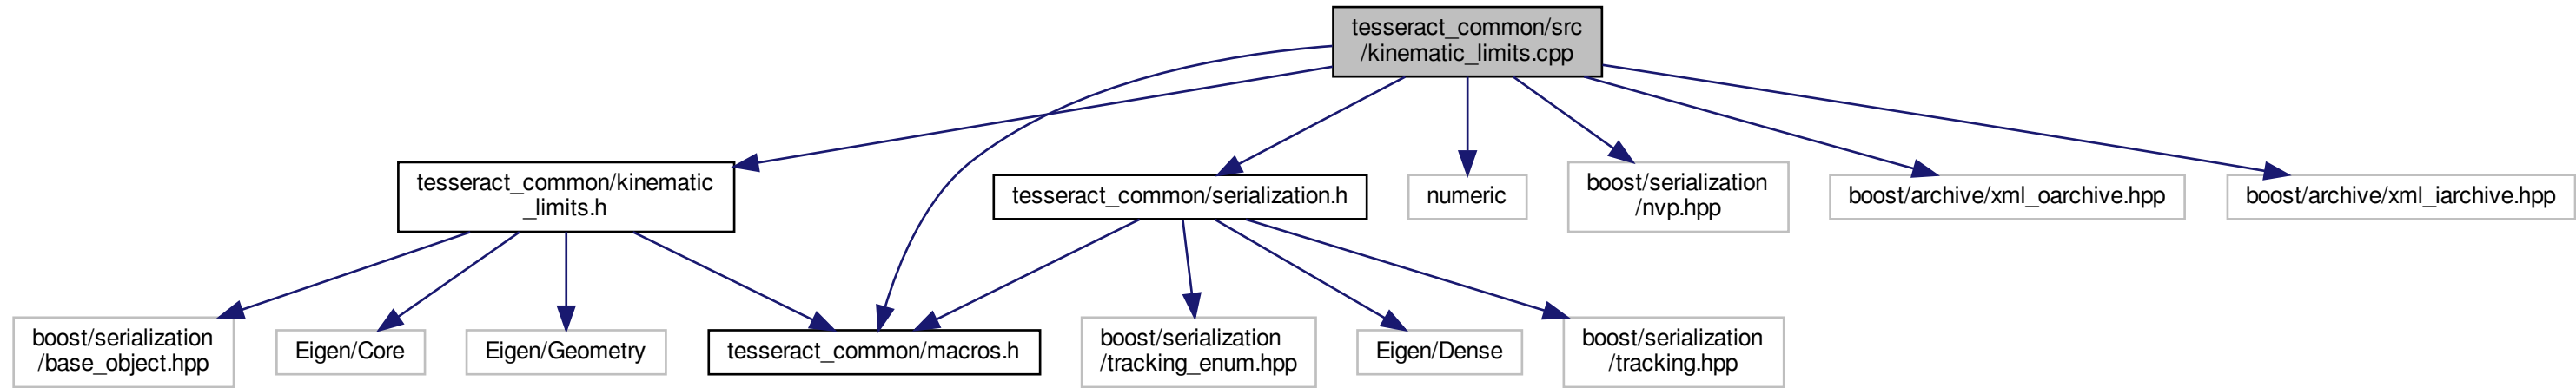 tesseract_common/src
/kinematic_limits.cpp
tesseract_common/kinematic
_limits.h
tesseract_common/serialization.h
numeric
boost/serialization
/nvp.hpp
boost/archive/xml_oarchive.hpp
boost/archive/xml_iarchive.hpp
boost/serialization
/base_object.hpp
Eigen/Core
Eigen/Geometry
tesseract_common/macros.h
boost/serialization
/tracking_enum.hpp
Eigen/Dense
boost/serialization
/tracking.hpp